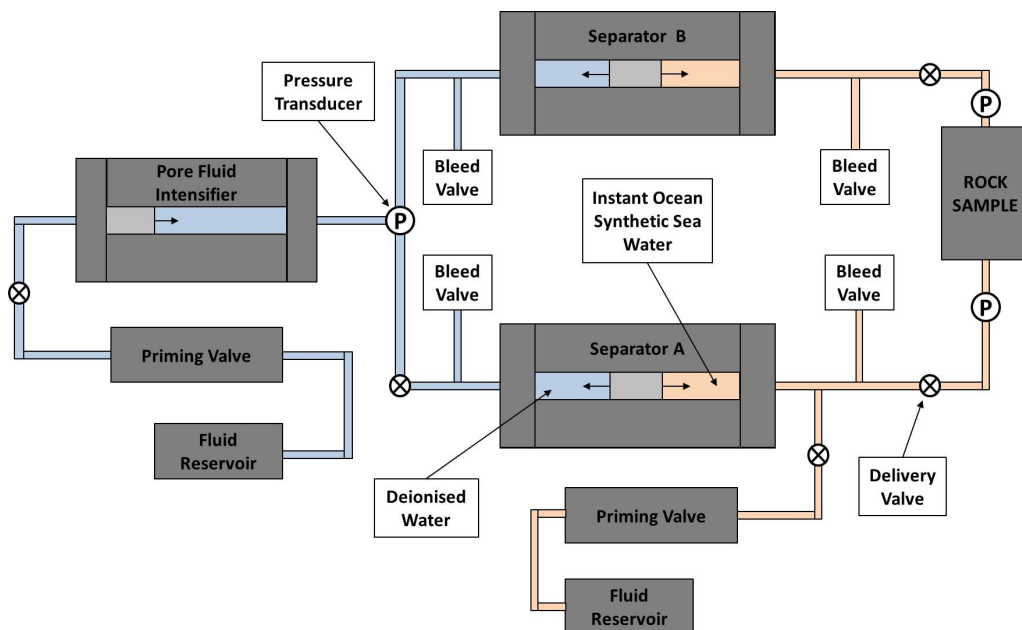 Separator B
Pressure
Transducer
P
Bleed
Valve
Bleed
Valve
ROCK
SAMPLE
Pore Fluid
Intensifier
P
Instant Ocean
Synthetic Sea
Water
Bleed
Valve
Bleed
Valve
P
Priming Valve
Separator A
Fluid
Reservoir
Deionised
Water
Priming Valve
Delivery
Valve
Fluid
Reservoir